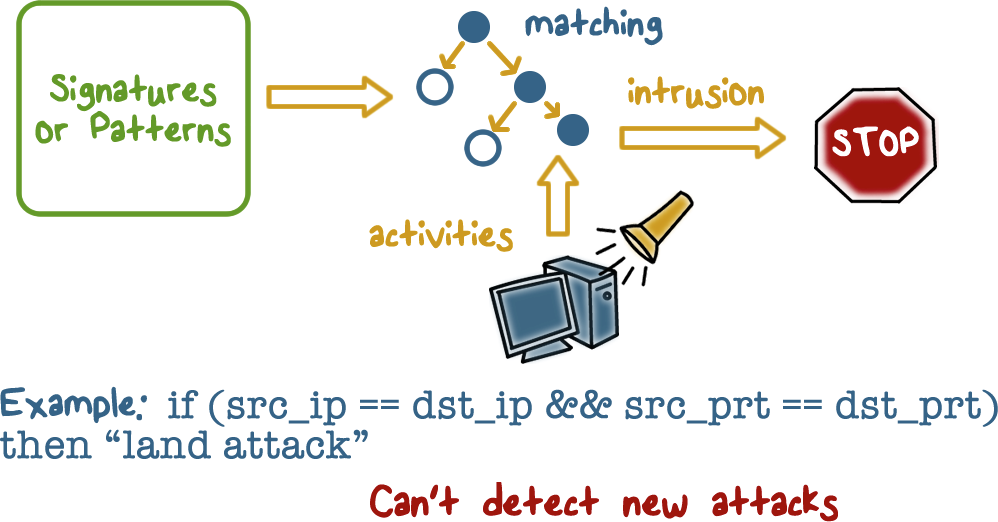 Signatures
or Patterns
matching
intrusion
STOP
activities
Example: if (src_ip == dst_ip && src_prt == dst_prt)
then “land attack”
Can't detect new attacks